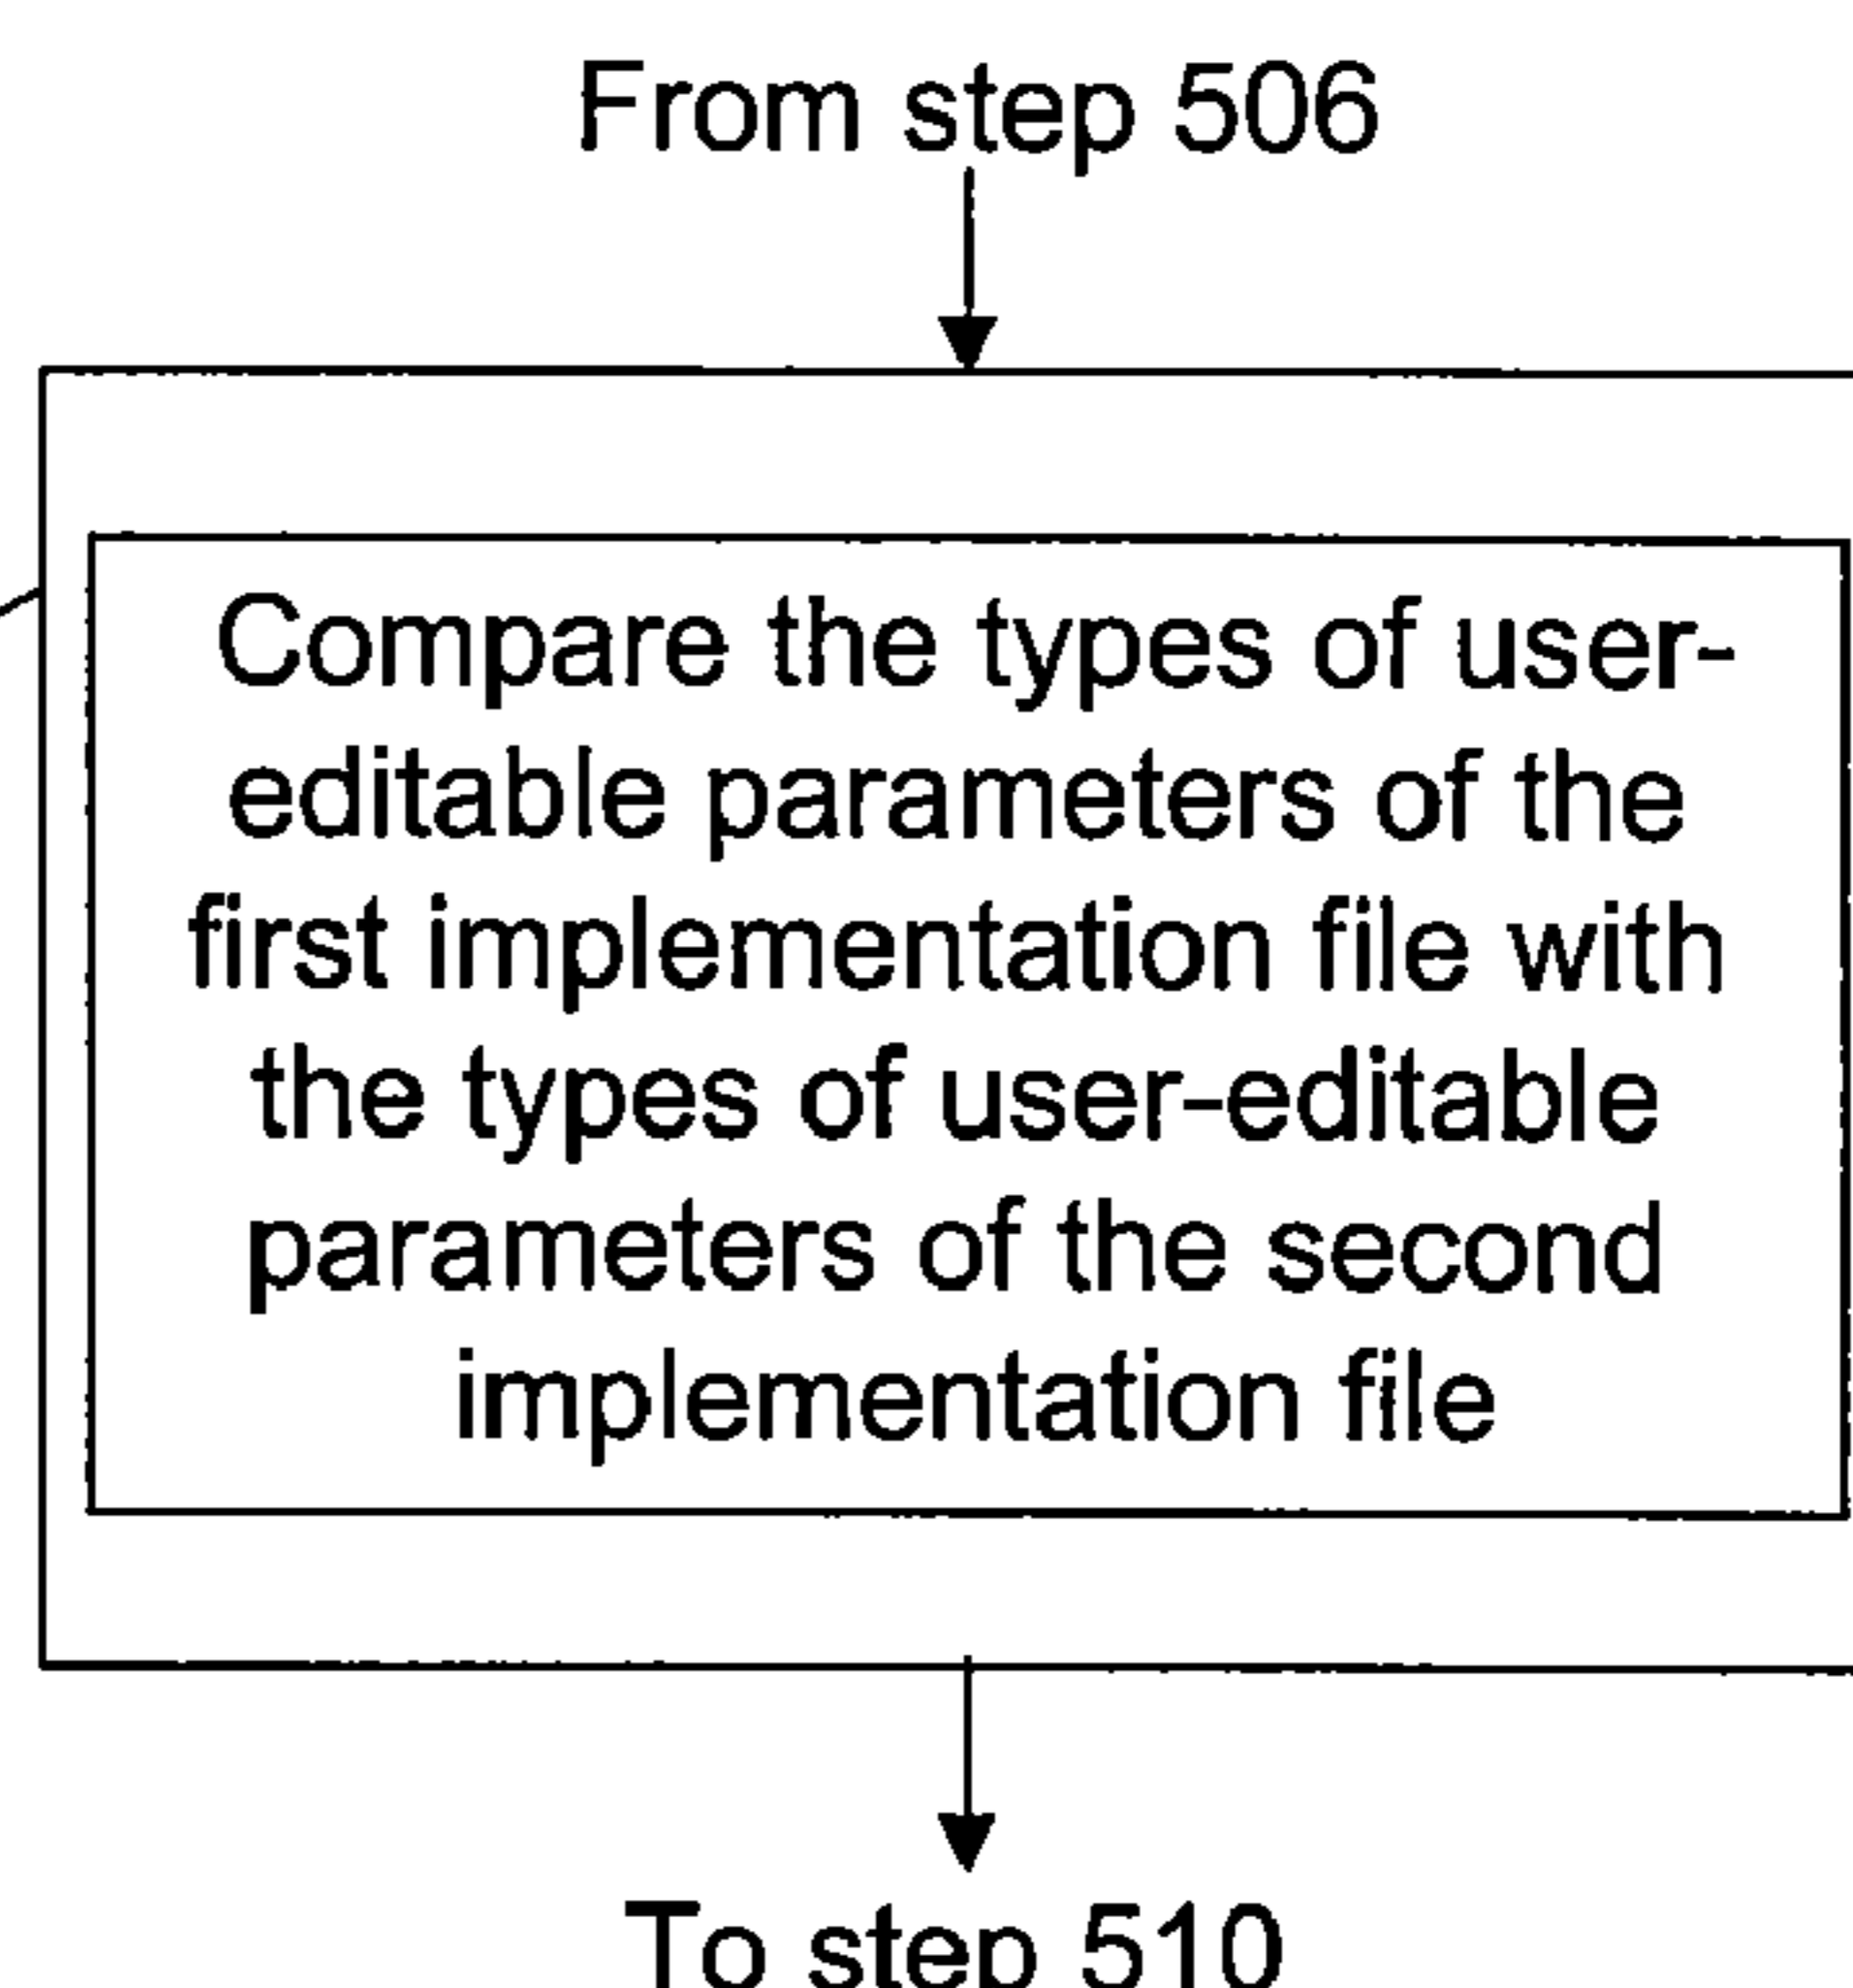 From step 506
Compare the types of user-
editable parameters of the
first implementation file with
the types of user-editable
parameters of the second
implementation file
To step 510